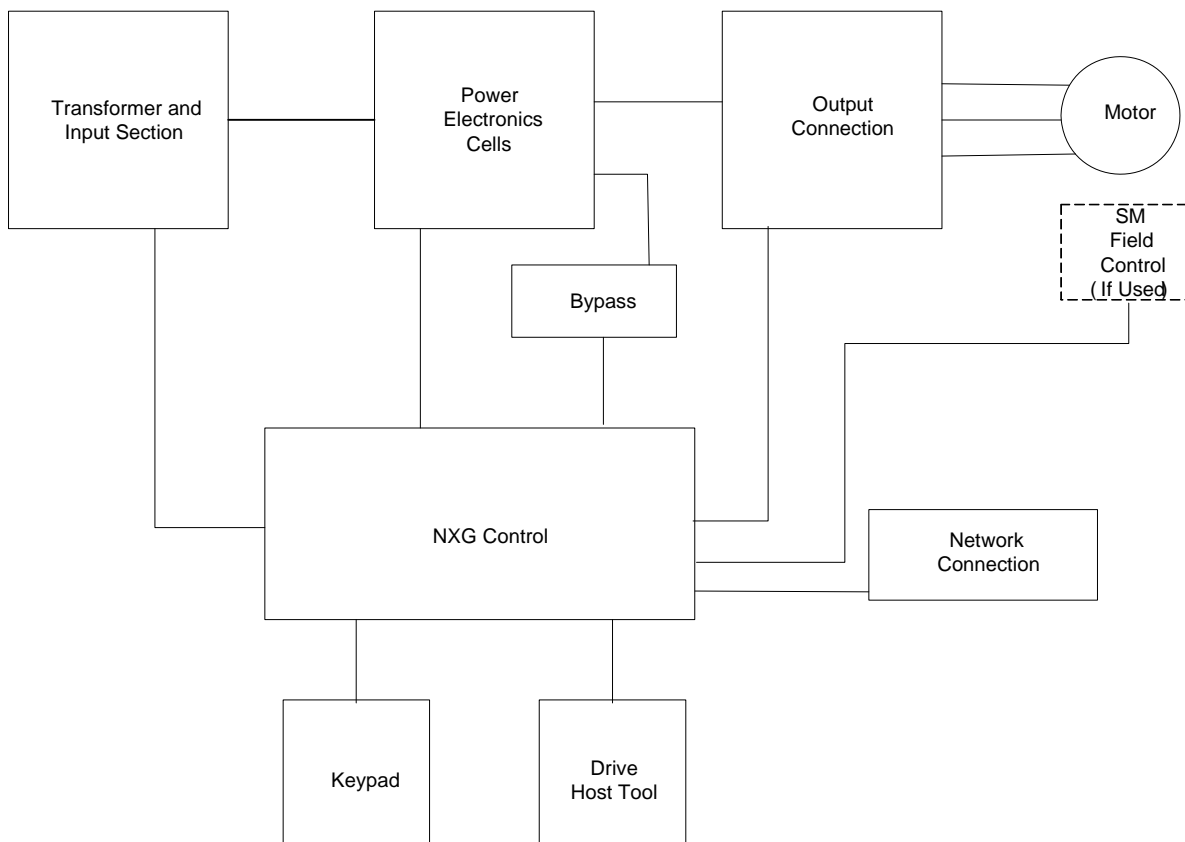 Transformer and
Input Section
Power
Electronics
Cells
Output
Connection
Motor
SM
Field
Control
( If Used)
Bypass
NXG Control
Network
Connection
Keypad
Drive
Host Tool